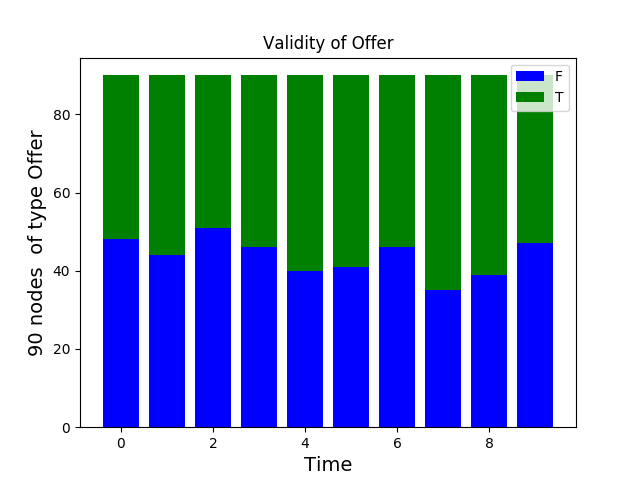 Validity of Offer
F
T
90 nodes  of type Offer
80
60
40
20
0
0 2 4 6 8
Time